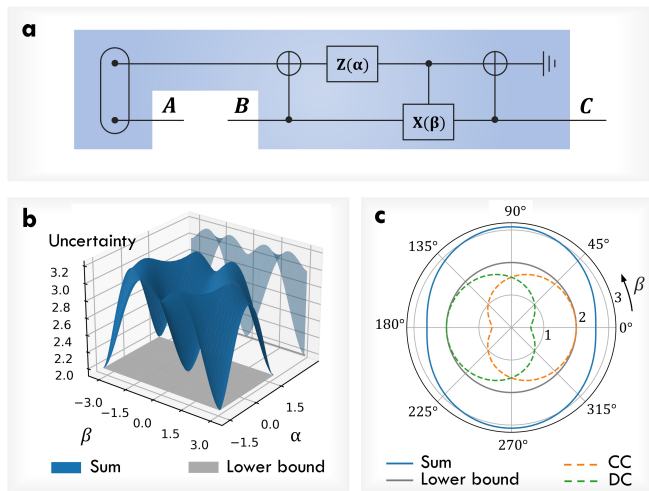 a
Z(α)
A B C
X(β)
b
Uncertainty
3.2
3.0
2.8
2.6
2.4
2.2
2.0
−3.0
−1.5
0.0
1.5
3.0
β
−1.5
0.0
1.5
α
Sum Lower bound
c
90°
135° 45°
β
3
180° 1 2 0°
225° 315°
270°
Sum CC
Lower bound DC